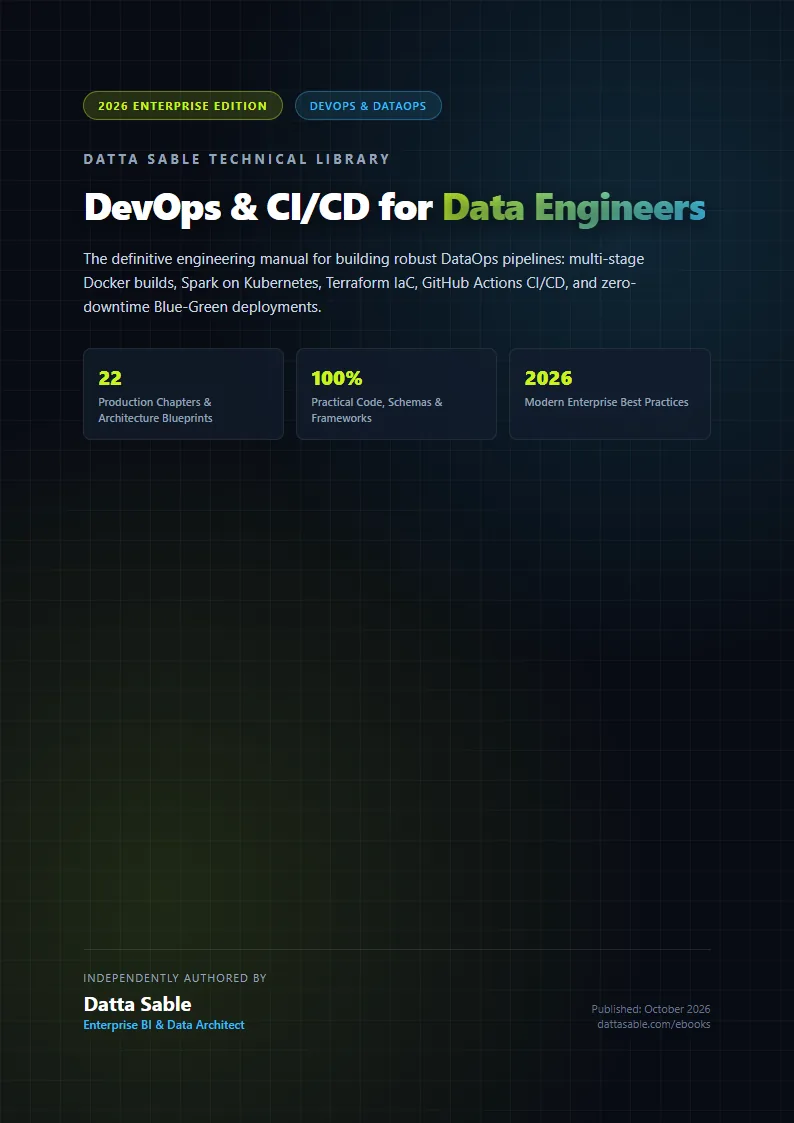 2026 ENTERPRISE EDITION
DEVOPS & DATAOPS
DATTA SABLE TECHNICAL LIBRARY
DevOps & CI/CD for Data Engineers
The definitive engineering manual for building robust DataOps pipelines: multi-stage
Docker builds, Spark on Kubernetes, Terraform IaC, GitHub Actions CI/CD, and zero-
downtime Blue-Green deployments.
22
Production Chapters &
Architecture Blueprints
100%
Practical Code, Schemas &
Frameworks
2026
Modern Enterprise Best Practices
INDEPENDENTLY AUTHORED BY
Datta Sable
Enterprise BI & Data Architect
Published: October 2026
dattasable.com/ebooks